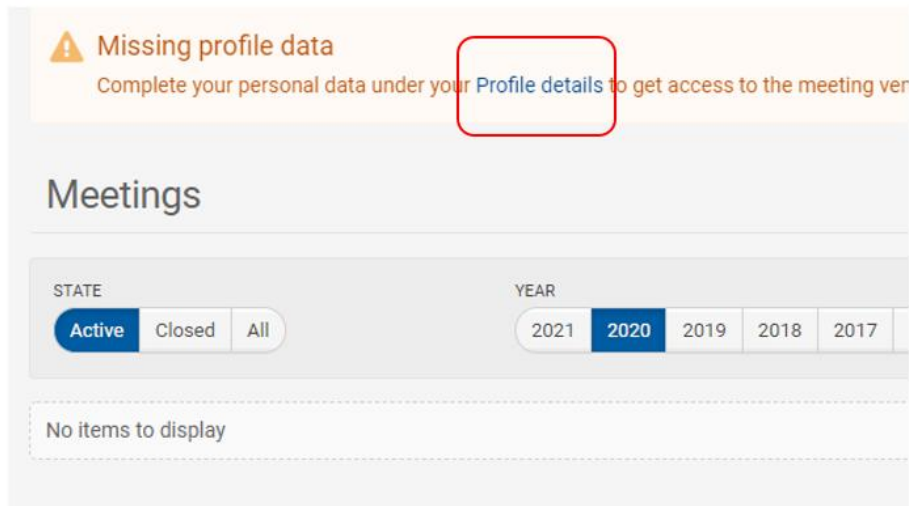 Missing profile data
Complete your personal data under your Profile details to get access to the meeting
Meetings
STATE
YEAR
Active Closed All
2021 2020 2019 2018 2017
No items to display